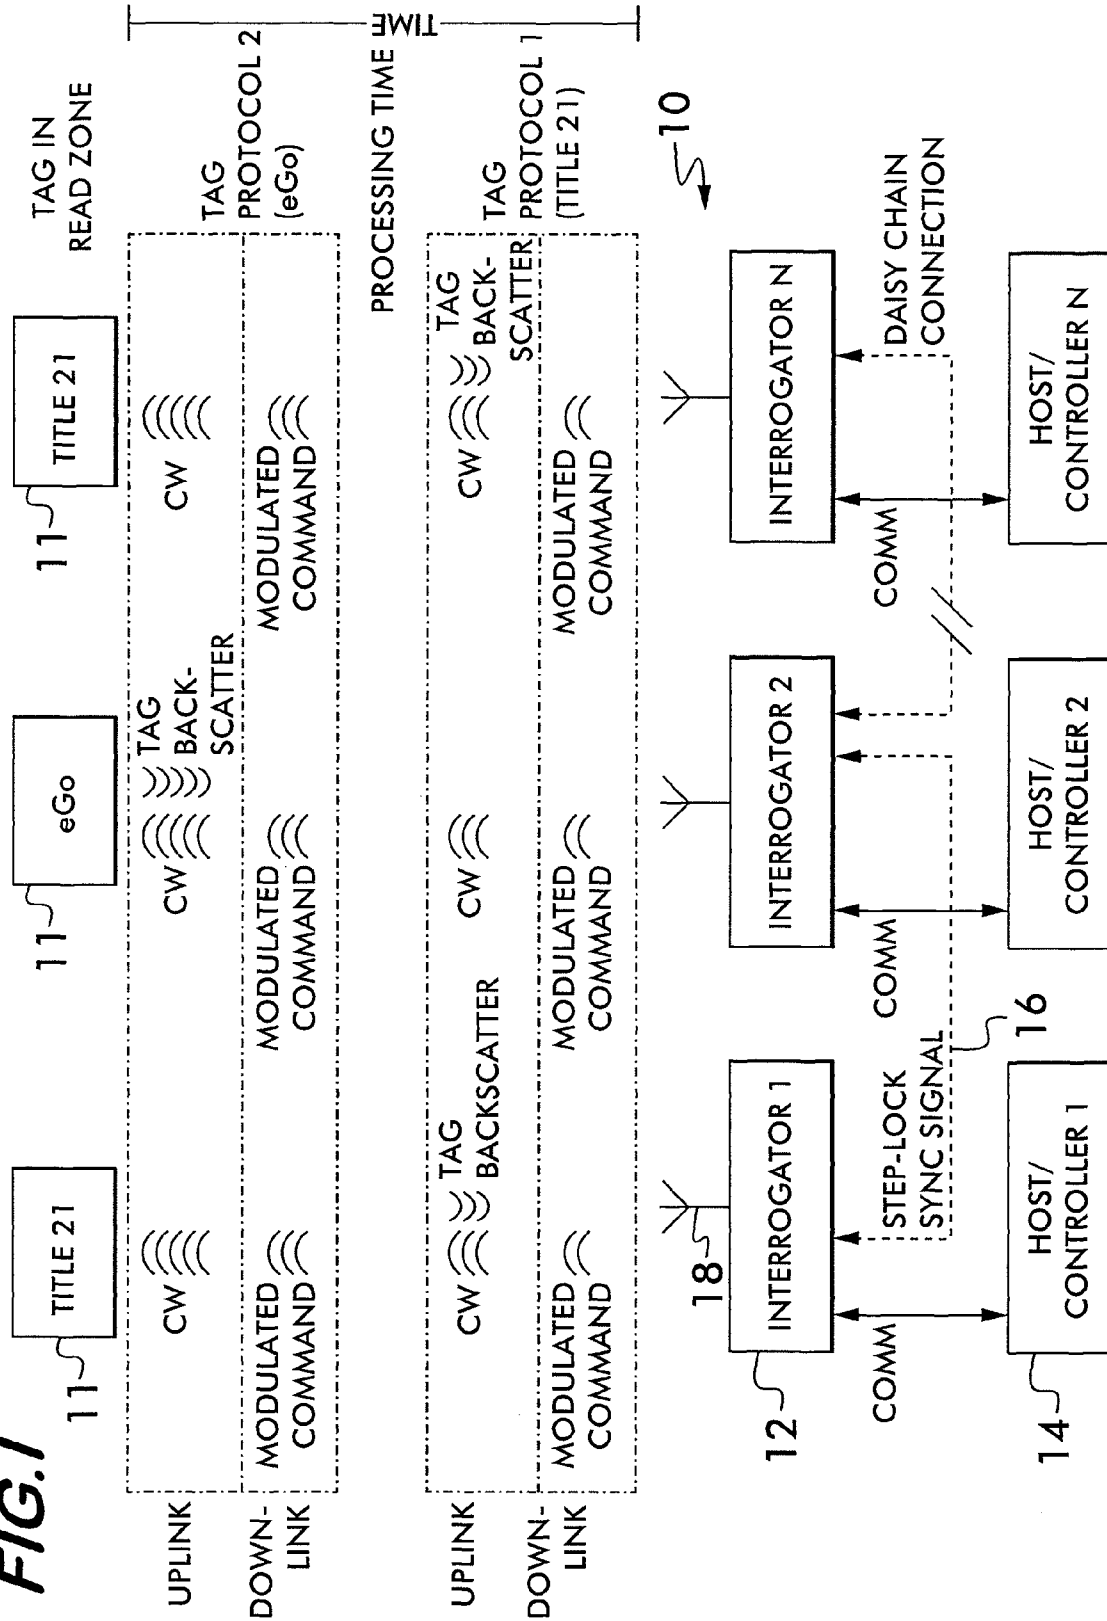 FIG.1
11
TITLE 21
11
eGo
11
TITLE 21
TAG IN
READ ZONE
UPLINK
CW
CW
TAG
BACK-
SCATTER
CW
TAG
PROTOCOL 2
(eGo)
DOWN-
LINK
MODULATED
COMMAND
MODULATED
COMMAND
MODULATED
COMMAND
PROCESSING TIME
TIME
UPLINK
CW
TAG
BACKSCATTER
CW
CW
TAG
BACK-
SCATTER
TAG
PROTOCOL 1
(TITLE 21)
DOWN-
LINK
MODULATED
COMMAND
MODULATED
COMMAND
MODULATED
COMMAND
10
18
12
INTERROGATOR 1
INTERROGATOR 2
INTERROGATOR N
COMM
STEP-LOCK
SYNC SIGNAL
16
COMM
COMM
DAISY CHAIN
CONNECTION
14
HOST/
CONTROLLER 1
HOST/
CONTROLLER 2
HOST/
CONTROLLER N